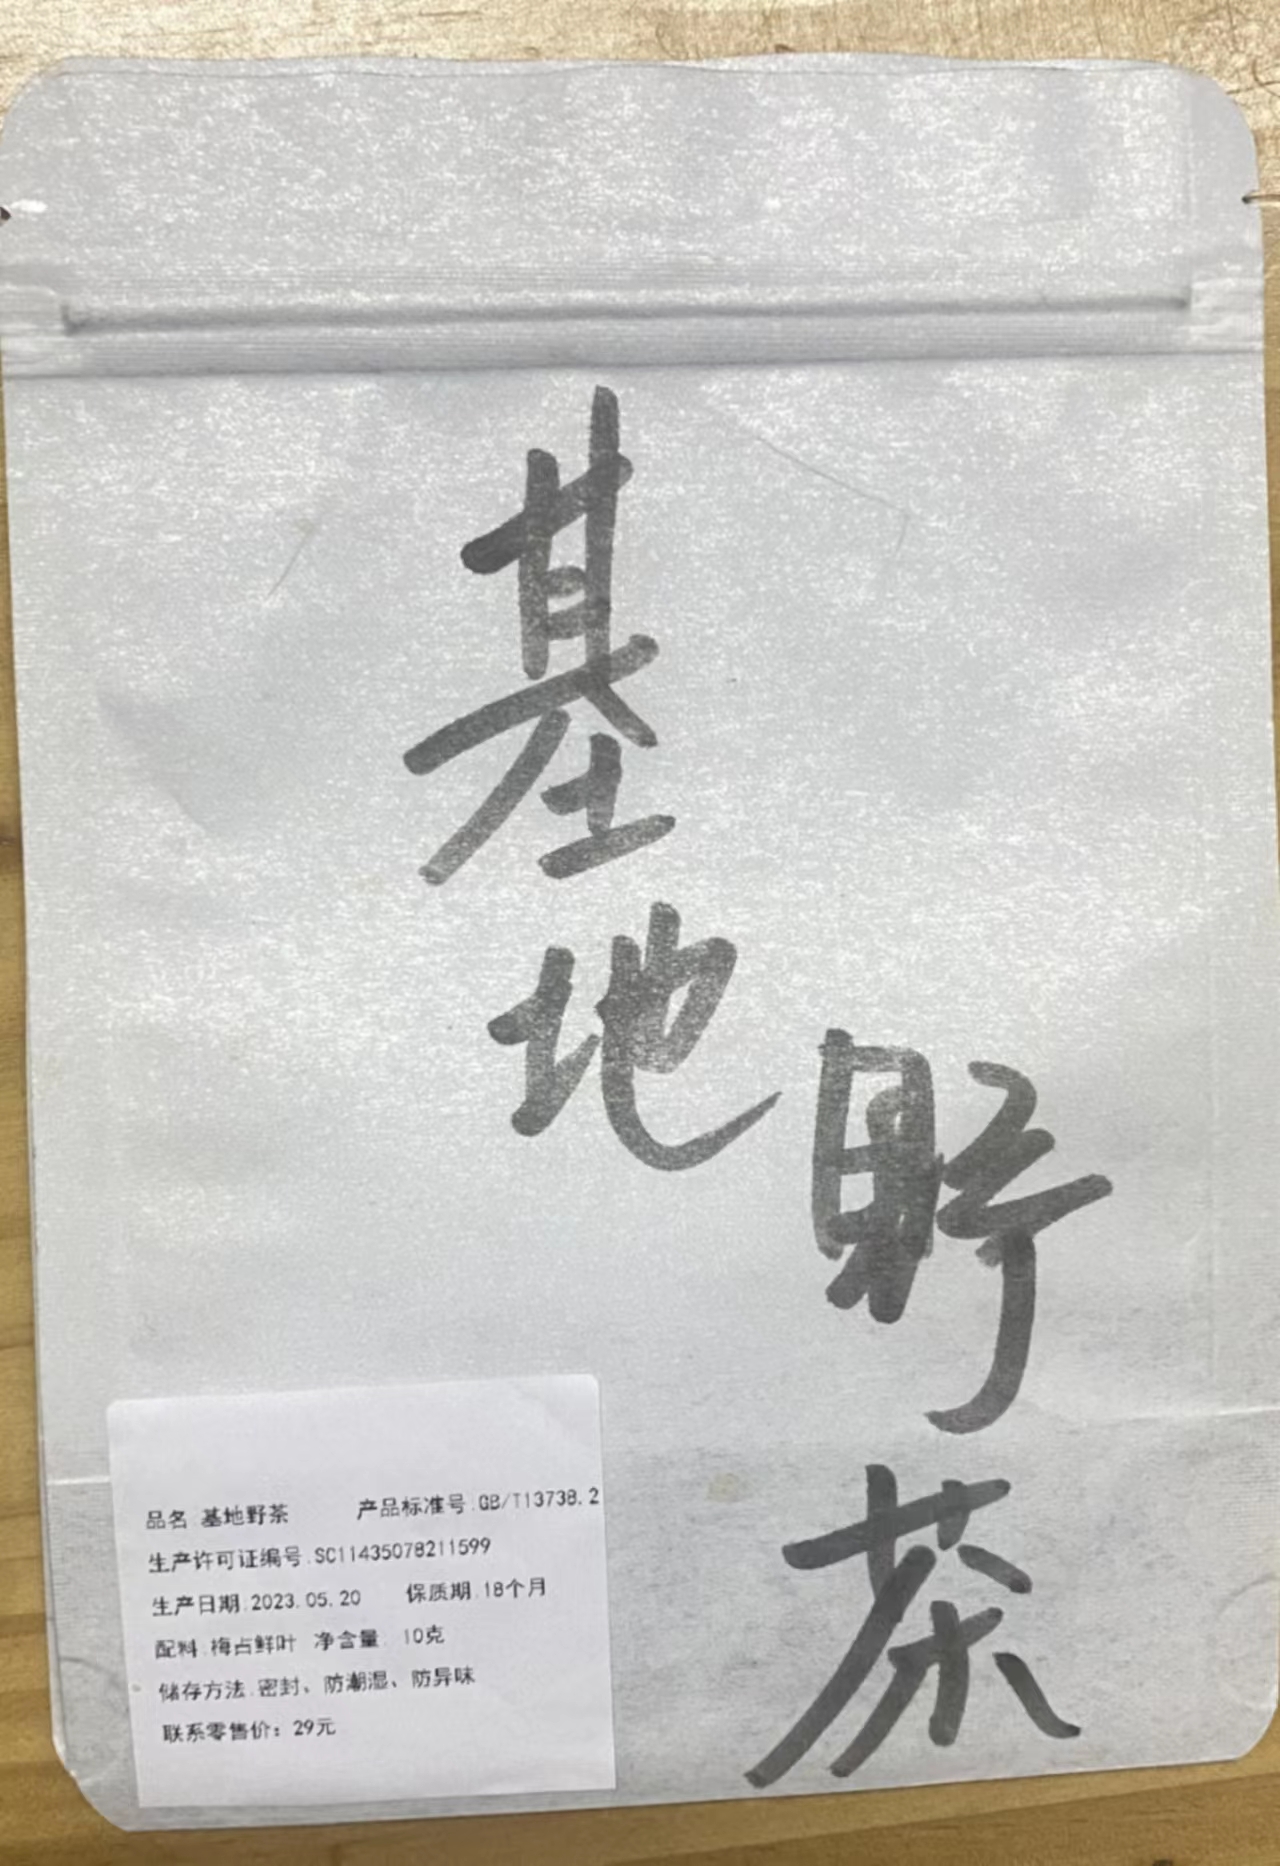 基地
野茶
品名 基地野茶 产品标准号.GB/T13738.2
生产许可证编号.SC11435078211599
生产日期.2023.05.20 保质期.18个月
配料.梅占鲜叶 净含量. 10克
储存方法.密封、防潮湿、防异味
联系零售价：29元